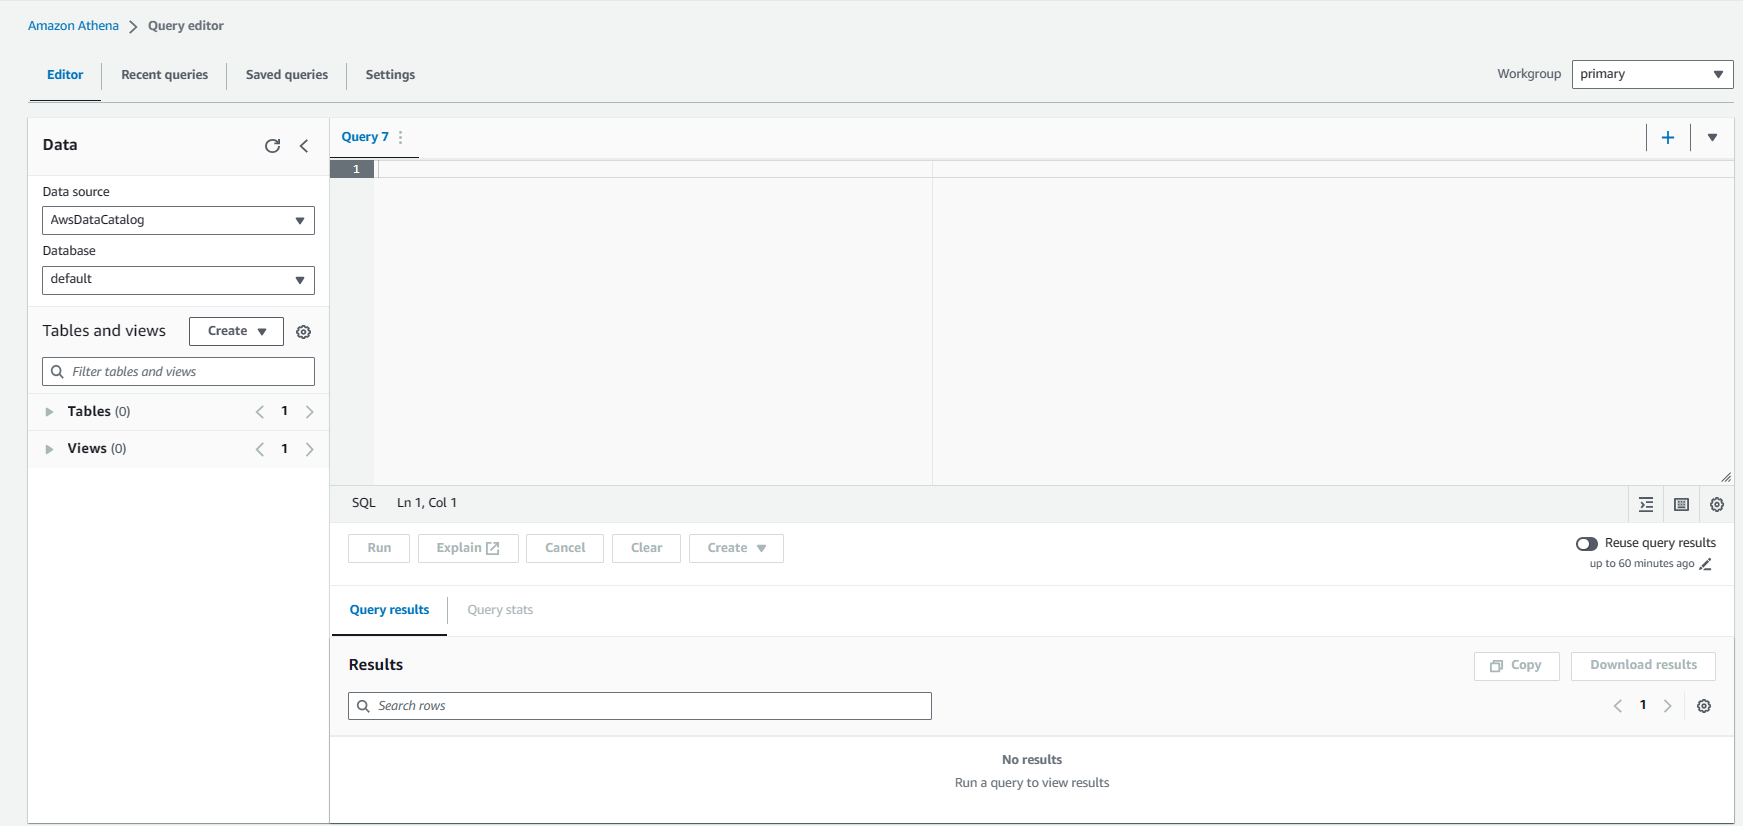 Amazon Athena Query editor
Editor Recent queries Saved queries Settings
Workgroup primary
Data
Data source
AwsDataCatalog
Database
default
Tables and views Create
Filter tables and views
Tables (0) 1
Views (0) 1
Query 7
1
SQL Ln 1, Col 1
Run Explain Cancel Clear Create
Reuse query results
up to 60 minutes ago
Query results Query stats
Results
Copy Download results
Search rows
1
No results
Run a query to view results